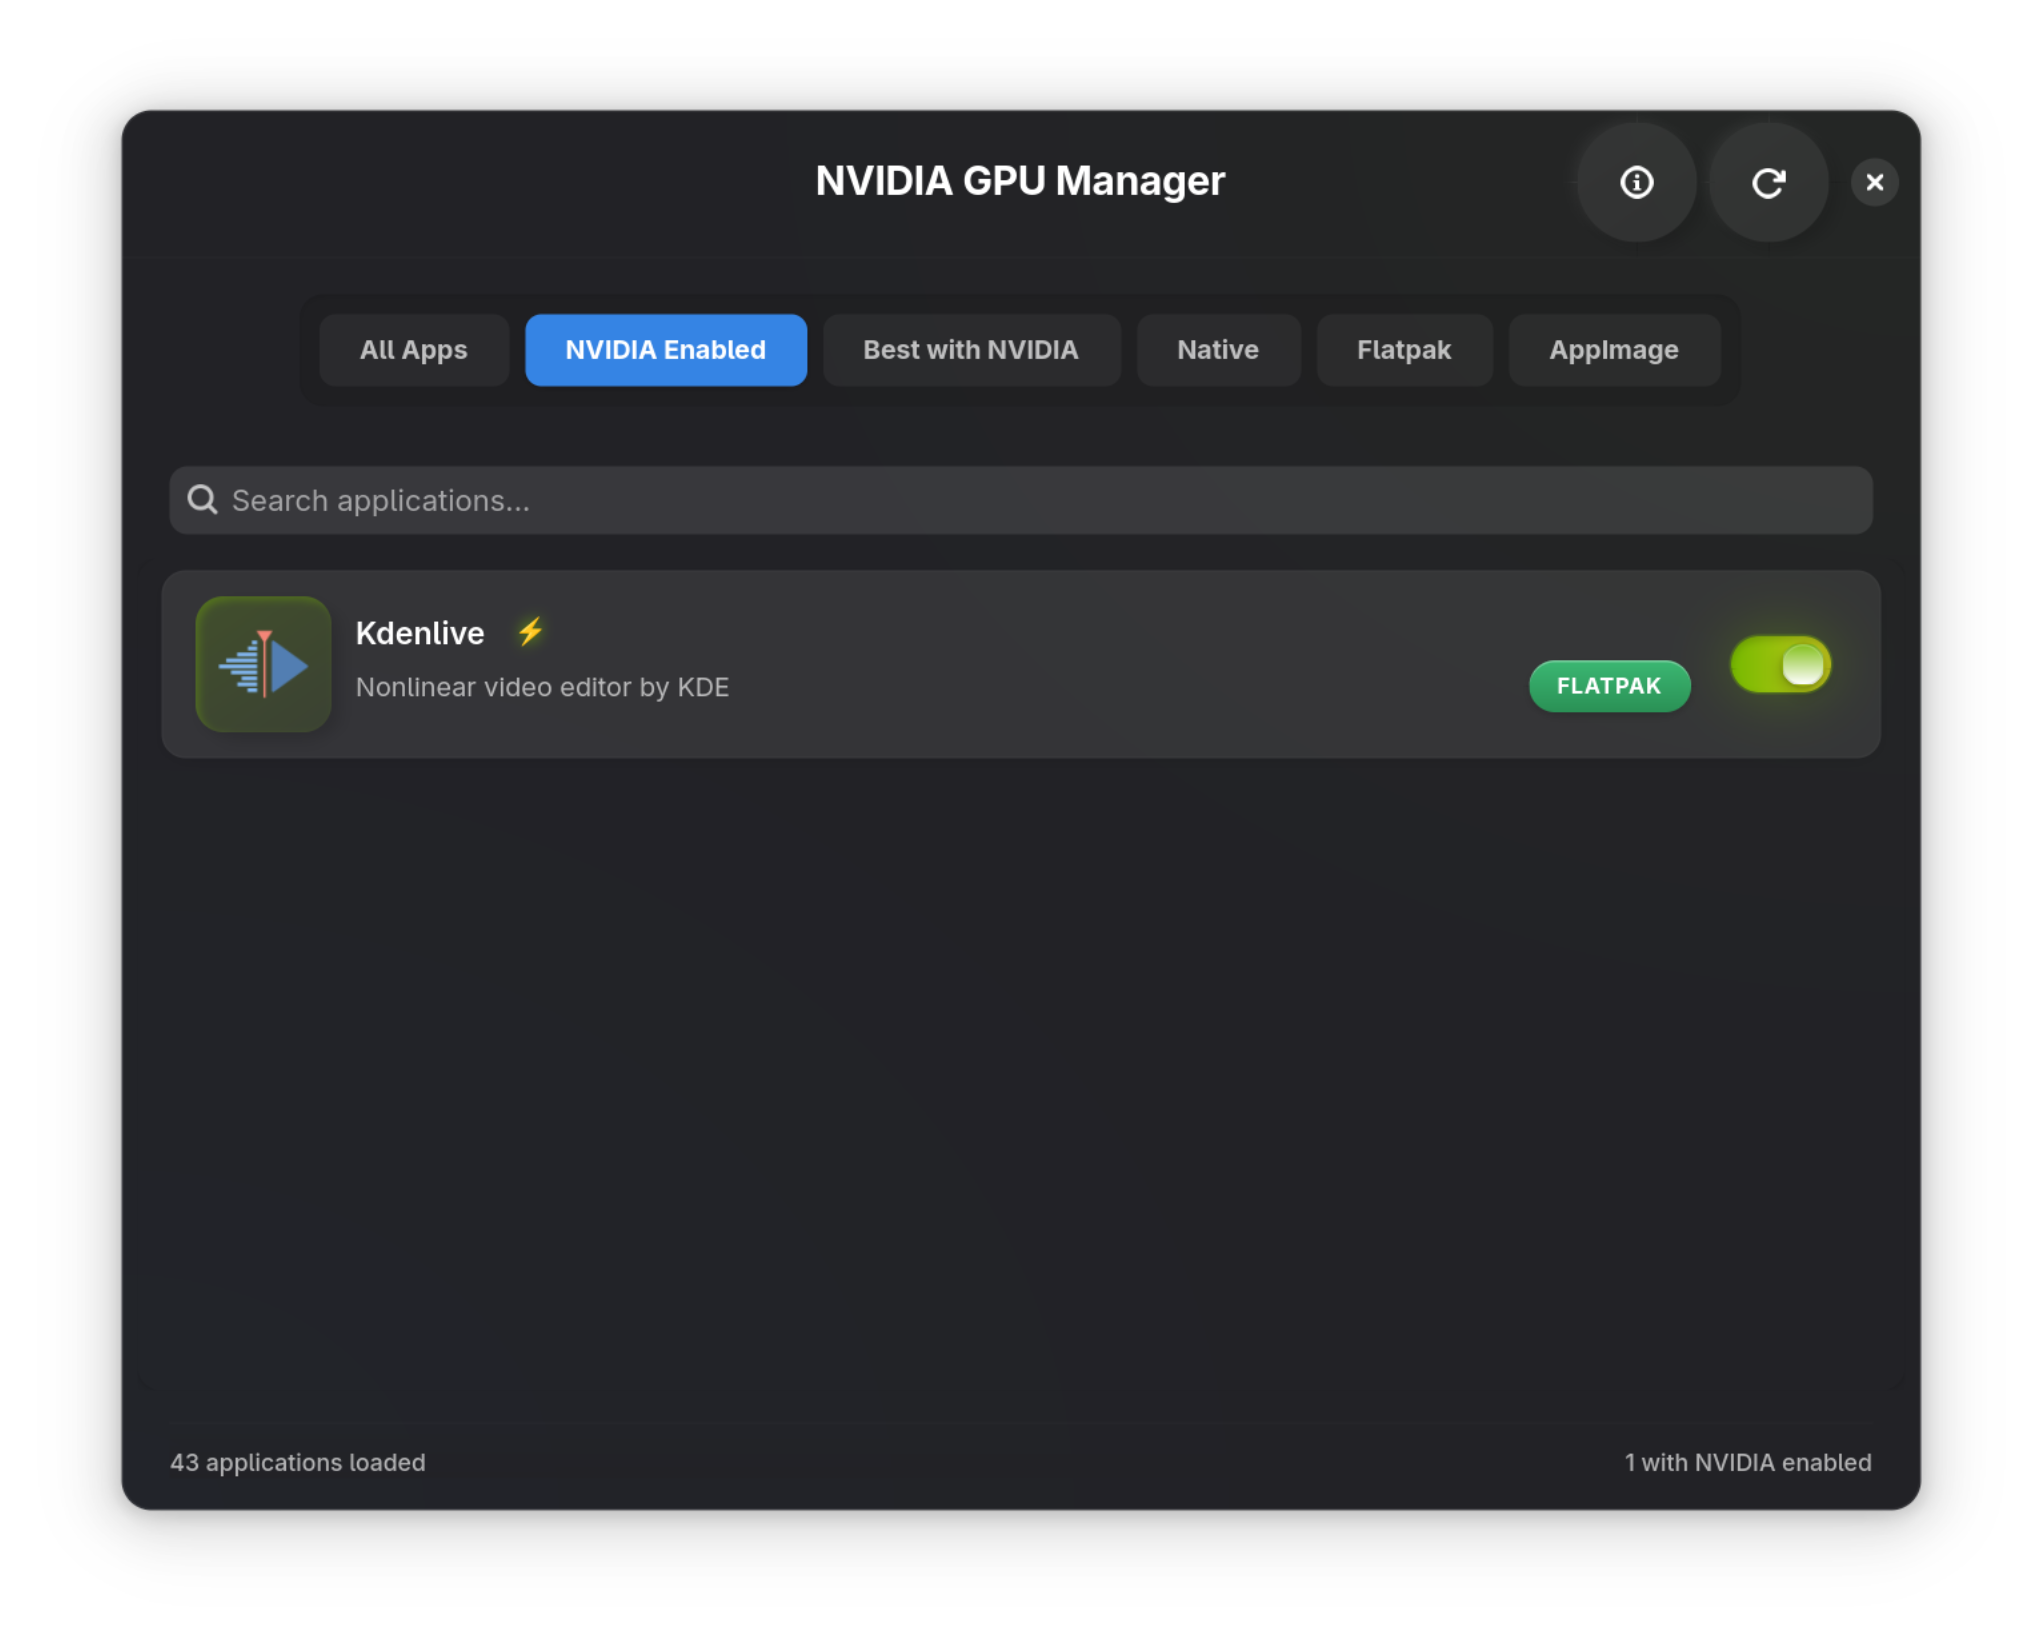 NVIDIA GPU Manager
All Apps NVIDIA Enabled Best with NVIDIA Native Flatpak AppImage
Search applications...
Kdenlive
Nonlinear video editor by KDE
FLATPAK
43 applications loaded
1 with NVIDIA enabled